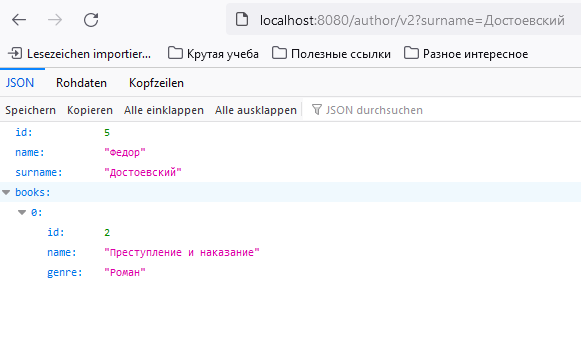 localhost:8080/author/v2?surname=Достоевский
Lesezeichen importier... Крутая учеба Полезные ссылки Разное интересное
JSON Rohdaten Kopfzeilen
Speichern Kopieren Alle einklappen Alle ausklappen JSON durchsuchen
id: 5
name: "Федор"
surname: "Достоевский"
books:
0:
id: 2
name: "Преступление и наказание"
genre: "Роман"